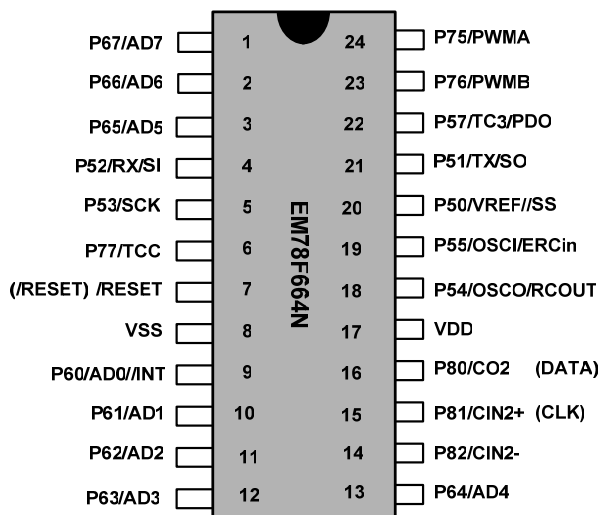 P67/AD7 1 24 P75/PWMA
P66/AD6 2 23 P76/PWMB
P65/AD5 3 22 P57/TC3/PDO
P52/RX/SI 4 21 P51/TX/SO
P53/SCK 5 20 P50/VREF//SS
P77/TCC 6 19 P55/OSCI/ERCin
(/RESET) /RESET 7 18 P54/OSCO/RCOUT
VSS 8 17 VDD
P60/AD0//INT 9 16 P80/CO2 (DATA)
P61/AD1 10 15 P81/CIN2+ (CLK)
P62/AD2 11 14 P82/CIN2-
P63/AD3 12 13 P64/AD4
EM78F664N